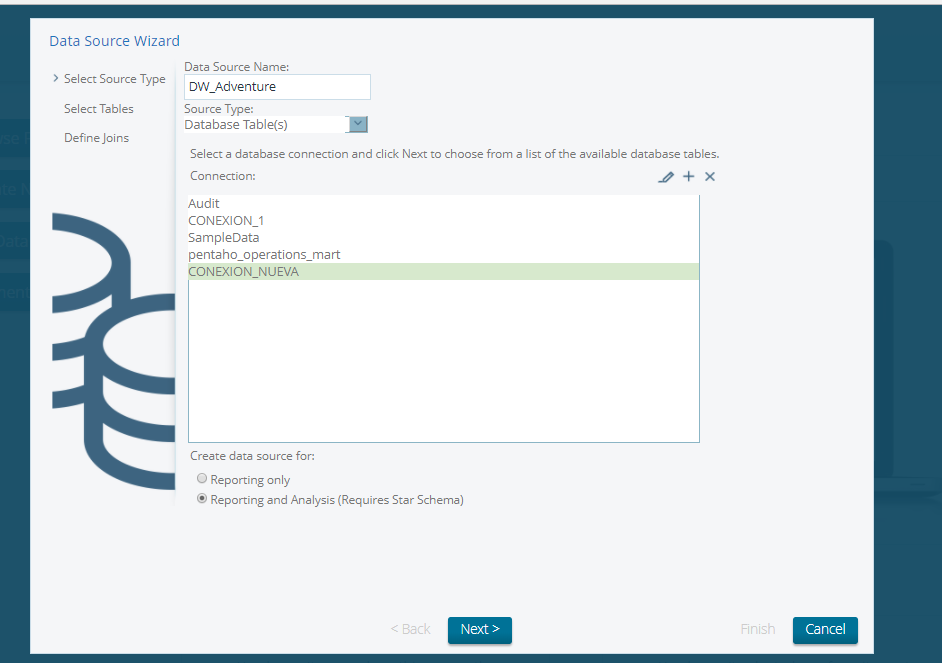 Data Source Wizard
> Select Source Type
Select Tables
Define Joins
Data Source Name:
DW_Adventure
Source Type:
Database Table(s)
Select a database connection and click Next to choose from a list of the available database tables.
Connection:
Audit
CONEXION_1
SampleData
pentaho_operations_mart
CONEXION_NUEVA
Create data source for:
Reporting only
Reporting and Analysis (Requires Star Schema)
< Back
Next >
Finish
Cancel